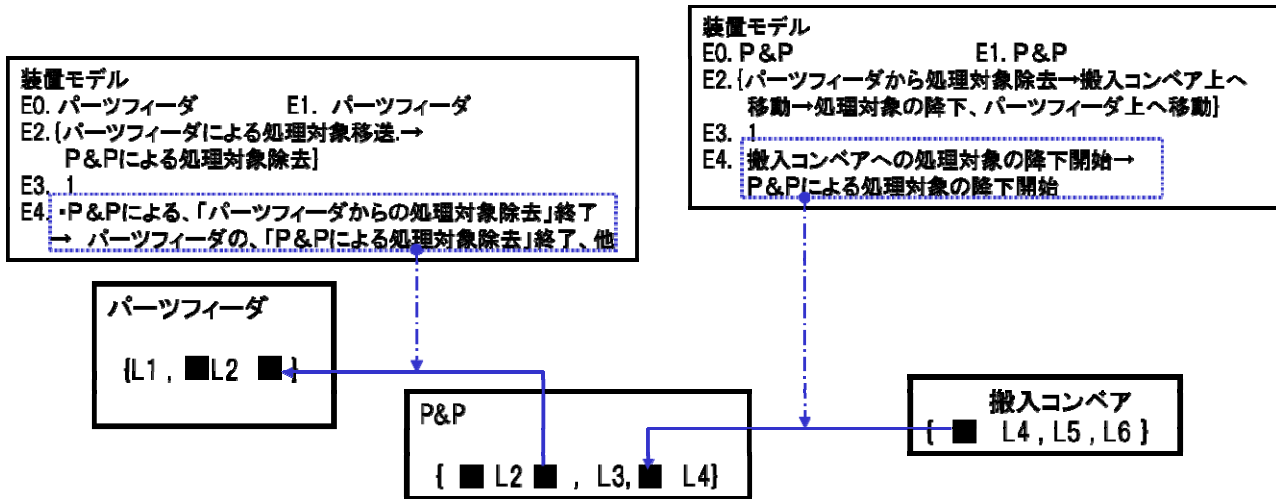 装置モデル
E0. パーツフィーダ E1. パーツフィーダ
E2.{パーツフィーダによる処理対象移送.→
P&Pによる処理対象除去}
E3. 1
E4. ・P&Pによる、「パーツフィーダからの処理対象除去」終了
→ パーツフィーダの、「P&Pによる処理対象除去」終了、他
装置モデル
E0. P&P E1. P&P
E2.{パーツフィーダから処理対象除去→搬入コンベア上へ
移動→処理対象の降下、パーツフィーダ上へ移動}
E3. 1
E4. 搬入コンベアへの処理対象の降下開始→
P&Pによる処理対象の降下開始
パーツフィーダ
{L1 , ■L2 ■}
P&P
{ ■ L2 ■ , L3, ■ L4}
搬入コンベア
{ ■ L4 , L5 , L6 }